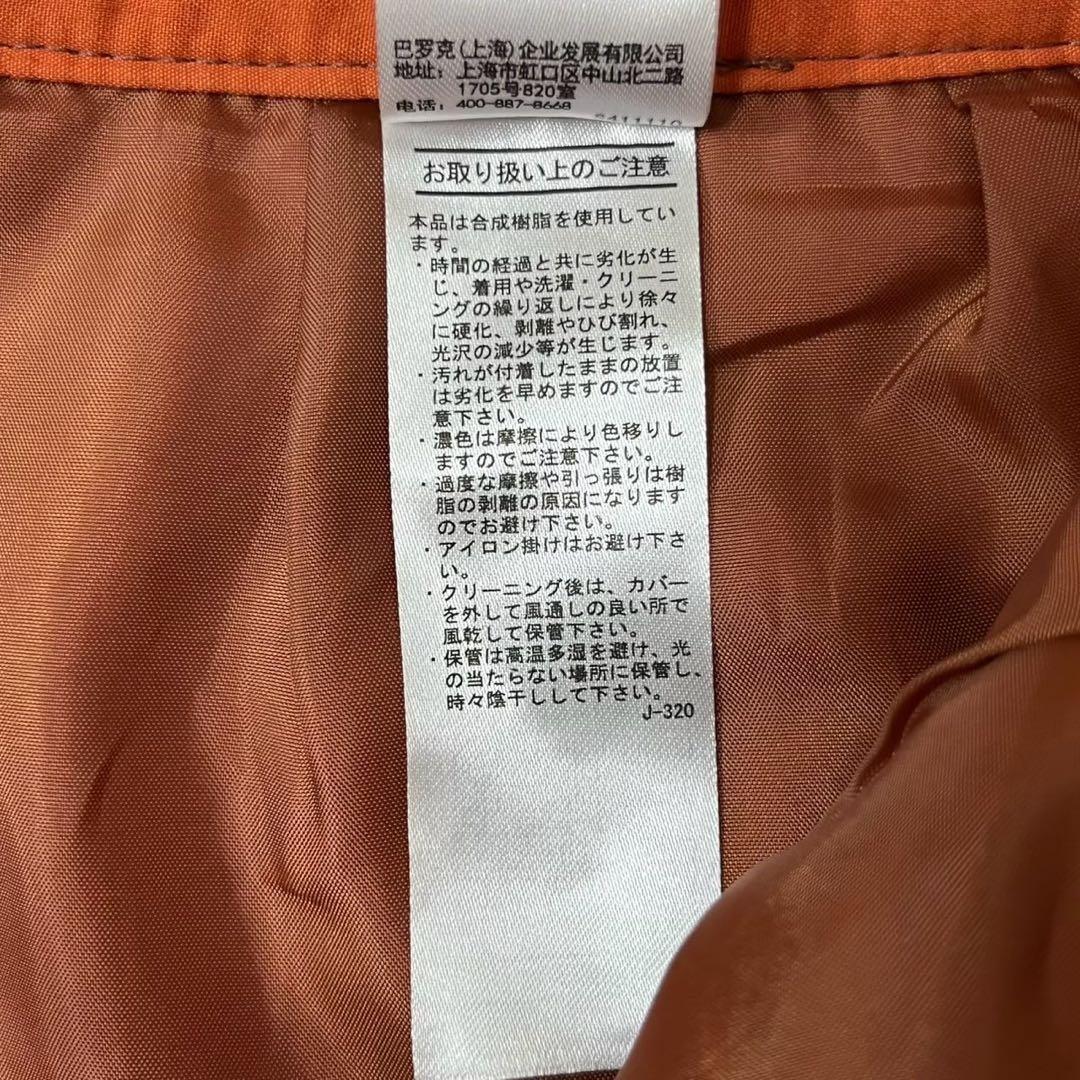 巴罗克(上海)企业发展有限公司
地址: 上海市虹口区中山北二路
1705号820室
电话: 400-887-8668
お取り扱い上のご注意
本品は合成樹脂を使用してい
ます。
・時間の経過と共に劣化が生
じ、着用や洗濯・クリーニ
ングの繰り返しにより徐々
に硬化、剥離やひび割れ、
光沢の減少等が生じます。
・汚れが付着したままの放置
は劣化を早めますのでご注
意下さい。
・濃色は摩擦により色移りし
ますのでご注意下さい。
・過度な摩擦や引っ張りは樹
脂の剥離の原因になります
のでお避け下さい。
・アイロン掛けはお避け下さ
い。
・クリーニング後は、カバー
を外して風通しの良い所で
風乾して保管下さい。
・保管は高温多湿を避け、光
の当たらない場所に保管し、
時々陰干しして下さい。
J-320